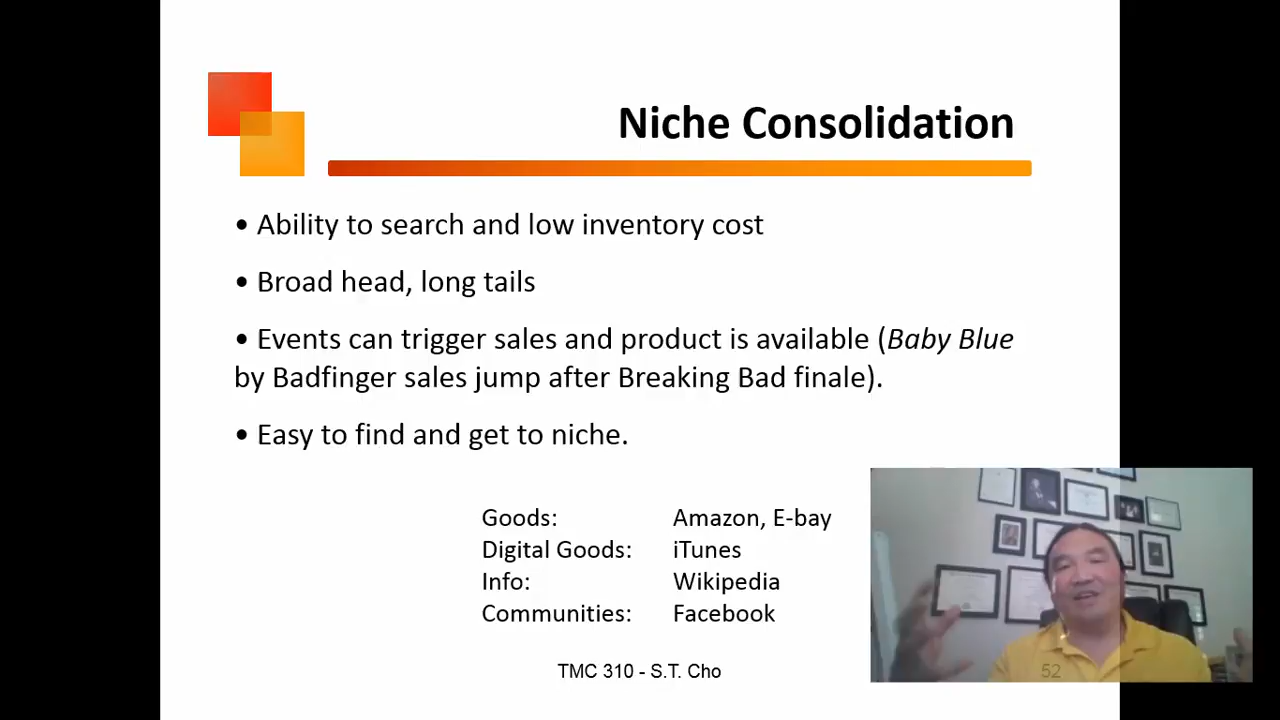 Niche Consolidation
• Ability to search and low inventory cost
• Broad head, long tails
• Events can trigger sales and product is available (Baby Blue
by Badfinger sales jump after Breaking Bad finale).
• Easy to find and get to niche.
Goods: Amazon, E-bay
Digital Goods: iTunes
Info: Wikipedia
Communities: Facebook
TMC 310 - S.T. Cho
52